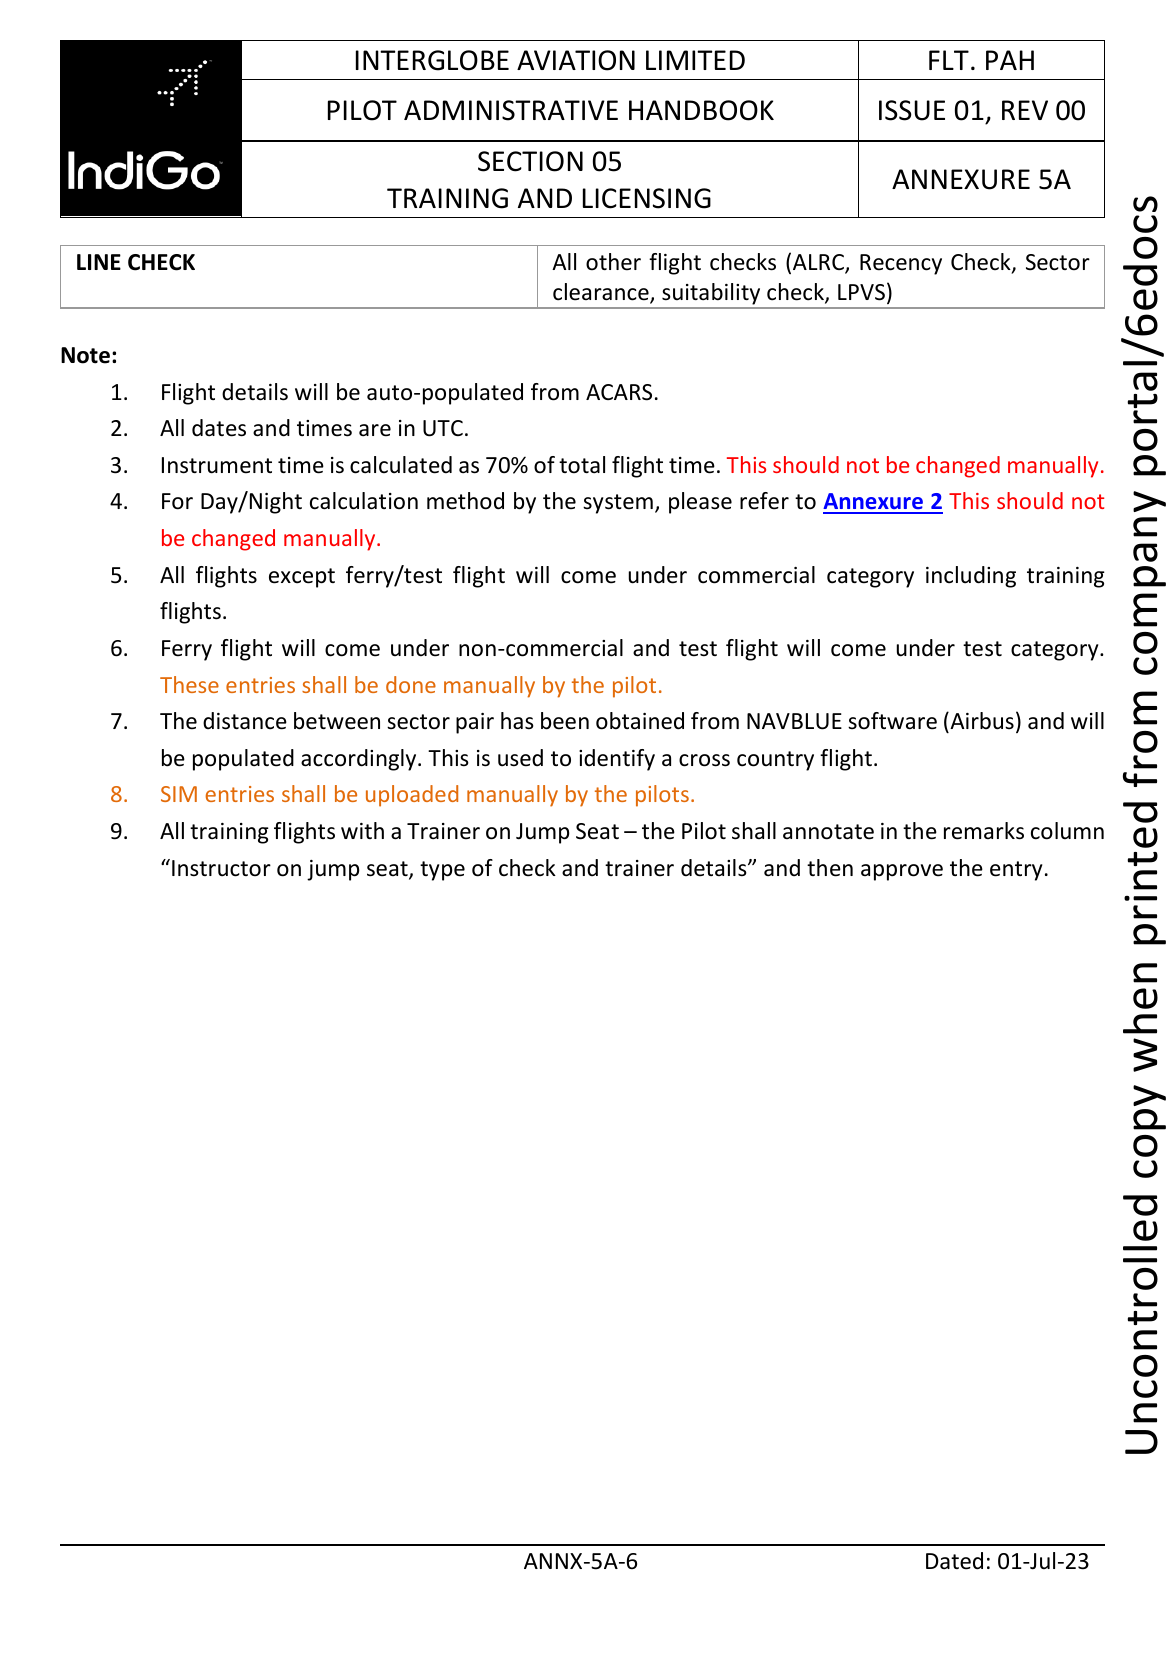 INTERGLOBE AVIATION LIMITED
FLT. PAH
PILOT ADMINISTRATIVE HANDBOOK
ISSUE 01, REV 00
IndiGo
SECTION 05
TRAINING AND LICENSING
ANNEXURE 5A
LINE CHECK
All other flight checks (ALRC, Recency Check, Sector
clearance, suitability check, LPVS)
Note:
1. Flight details will be auto-populated from ACARS.
2. All dates and times are in UTC.
3. Instrument time is calculated as 70% of total flight time. This should not be changed manually.
4. For Day/Night calculation method by the system, please refer to Annexure 2 This should not
be changed manually.
5. All flights except ferry/test flight will come under commercial category including training
flights.
6. Ferry flight will come under non-commercial and test flight will come under test category.
These entries shall be done manually by the pilot.
7. The distance between sector pair has been obtained from NAVBLUE software (Airbus) and will
be populated accordingly. This is used to identify a cross country flight.
8. SIM entries shall be uploaded manually by the pilots.
9. All training flights with a Trainer on Jump Seat – the Pilot shall annotate in the remarks column
“Instructor on jump seat, type of check and trainer details” and then approve the entry.
Uncontrolled copy when printed from company portal/6edocs
ANNX-5A-6
Dated: 01-Jul-23